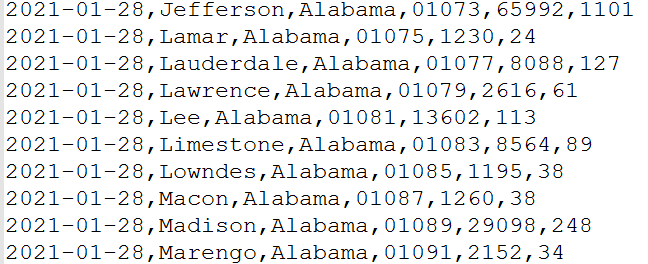 2021-01-28,Jefferson,Alabama,01073,65992,1101
2021-01-28,Lamar,Alabama,01075,1230,24
2021-01-28,Lauderdale,Alabama,01077,8088,127
2021-01-28,Lawrence,Alabama,01079,2616,61
2021-01-28,Lee,Alabama,01081,13602,113
2021-01-28,Limestone,Alabama,01083,8564,89
2021-01-28,Lowndes,Alabama,01085,1195,38
2021-01-28,Macon,Alabama,01087,1260,38
2021-01-28,Madison,Alabama,01089,29098,248
2021-01-28,Marengo,Alabama,01091,2152,34